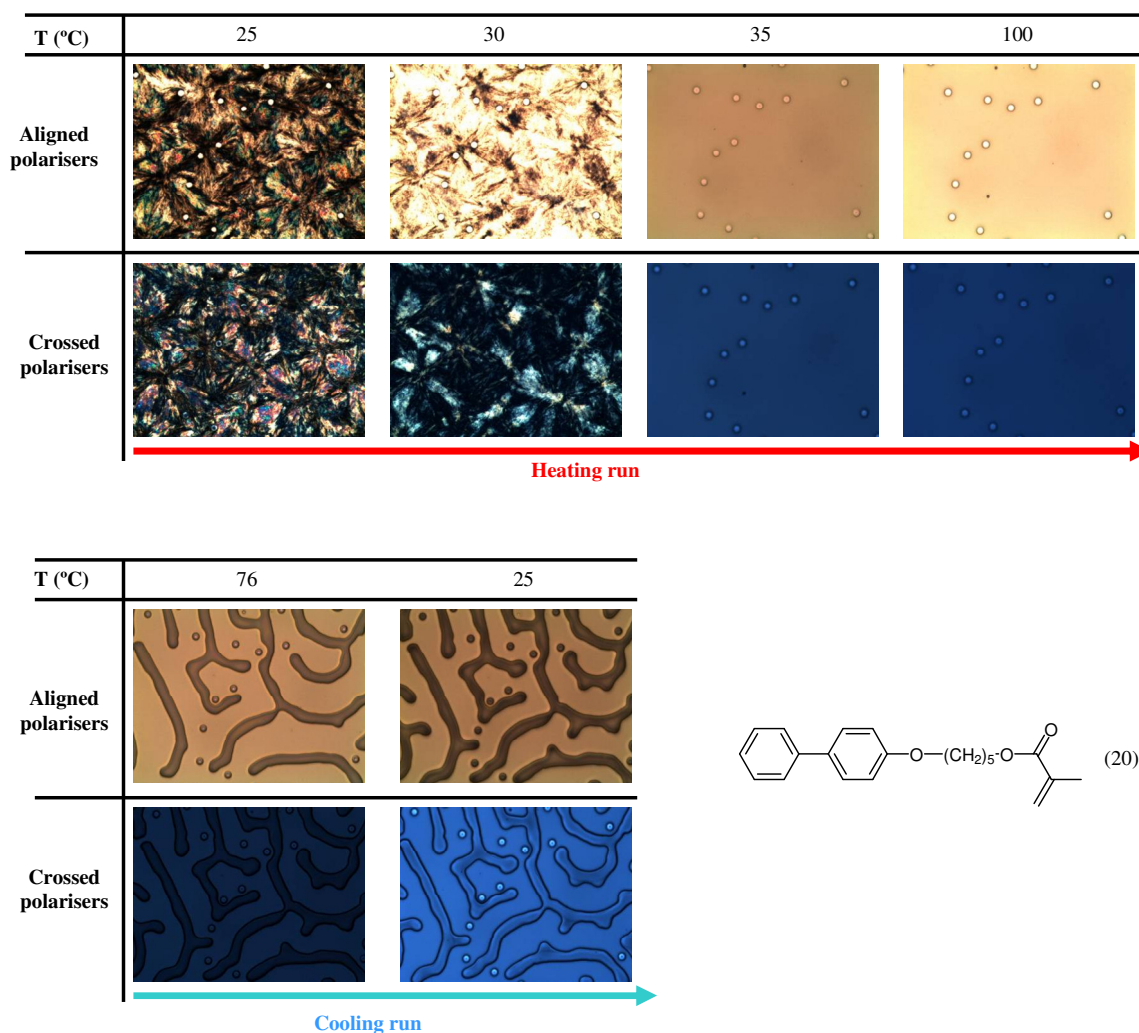 T (ºC) 25 30 35 100
Aligned
polarisers
Crossed
polarisers
Heating run
T (ºC) 76 25
Aligned
polarisers
Crossed
polarisers
Cooling run
O (CH2)5 O O (20)